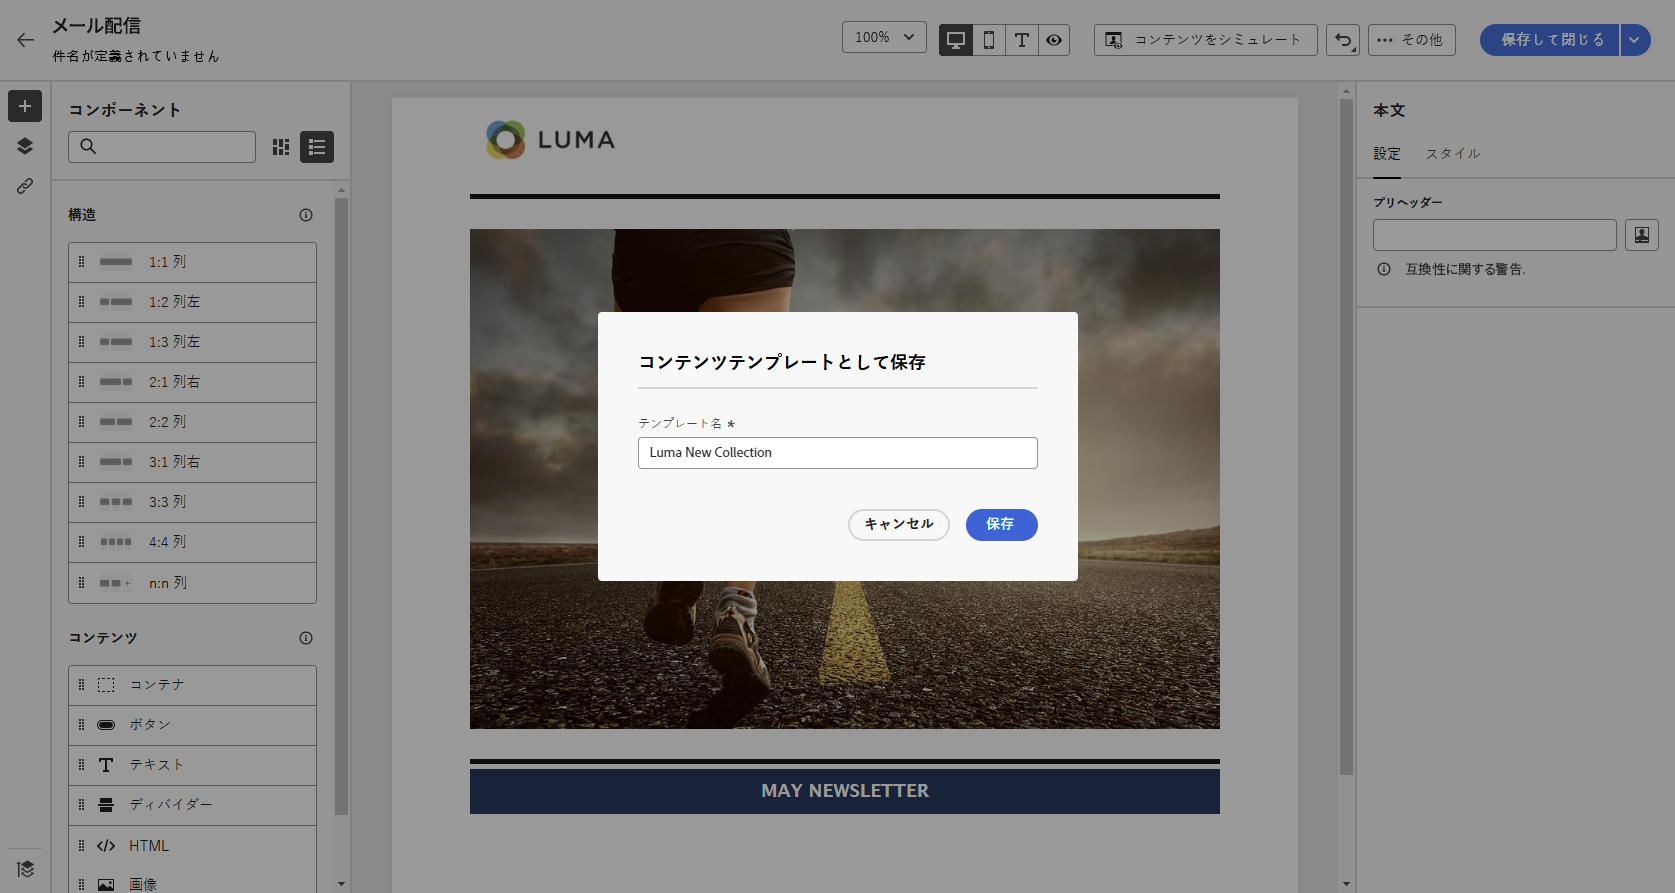 メール配信
件名が定義されていません
100%
コンテンツをシミュレート
その他
保存して閉じる
コンポーネント
構造
1:1 列
1:2 列左
1:3 列左
2:1 列右
2:2 列
3:1 列右
3:3 列
4:4 列
n:n 列
コンテンツ
コンテナ
ボタン
テキスト
ディバイダー
HTML
画像
LUMA
コンテンツテンプレートとして保存
テンプレート名 *
Luma New Collection
キャンセル
保存
MAY NEWSLETTER
本文
設定
スタイル
プリヘッダー
互換性に関する警告.